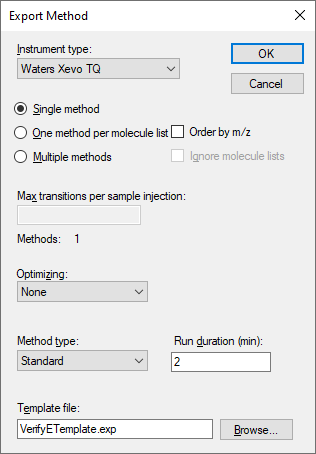 Export Method
Instrument type:
Waters Xevo TQ
OK
Cancel
Single method
One method per molecule list
Order by m/z
Multiple methods
Ignore molecule lists
Max transitions per sample injection:
Methods: 1
Optimizing:
None
Method type:
Run duration (min):
Standard
2
Template file:
VerifyETemplate.exp
Browse...